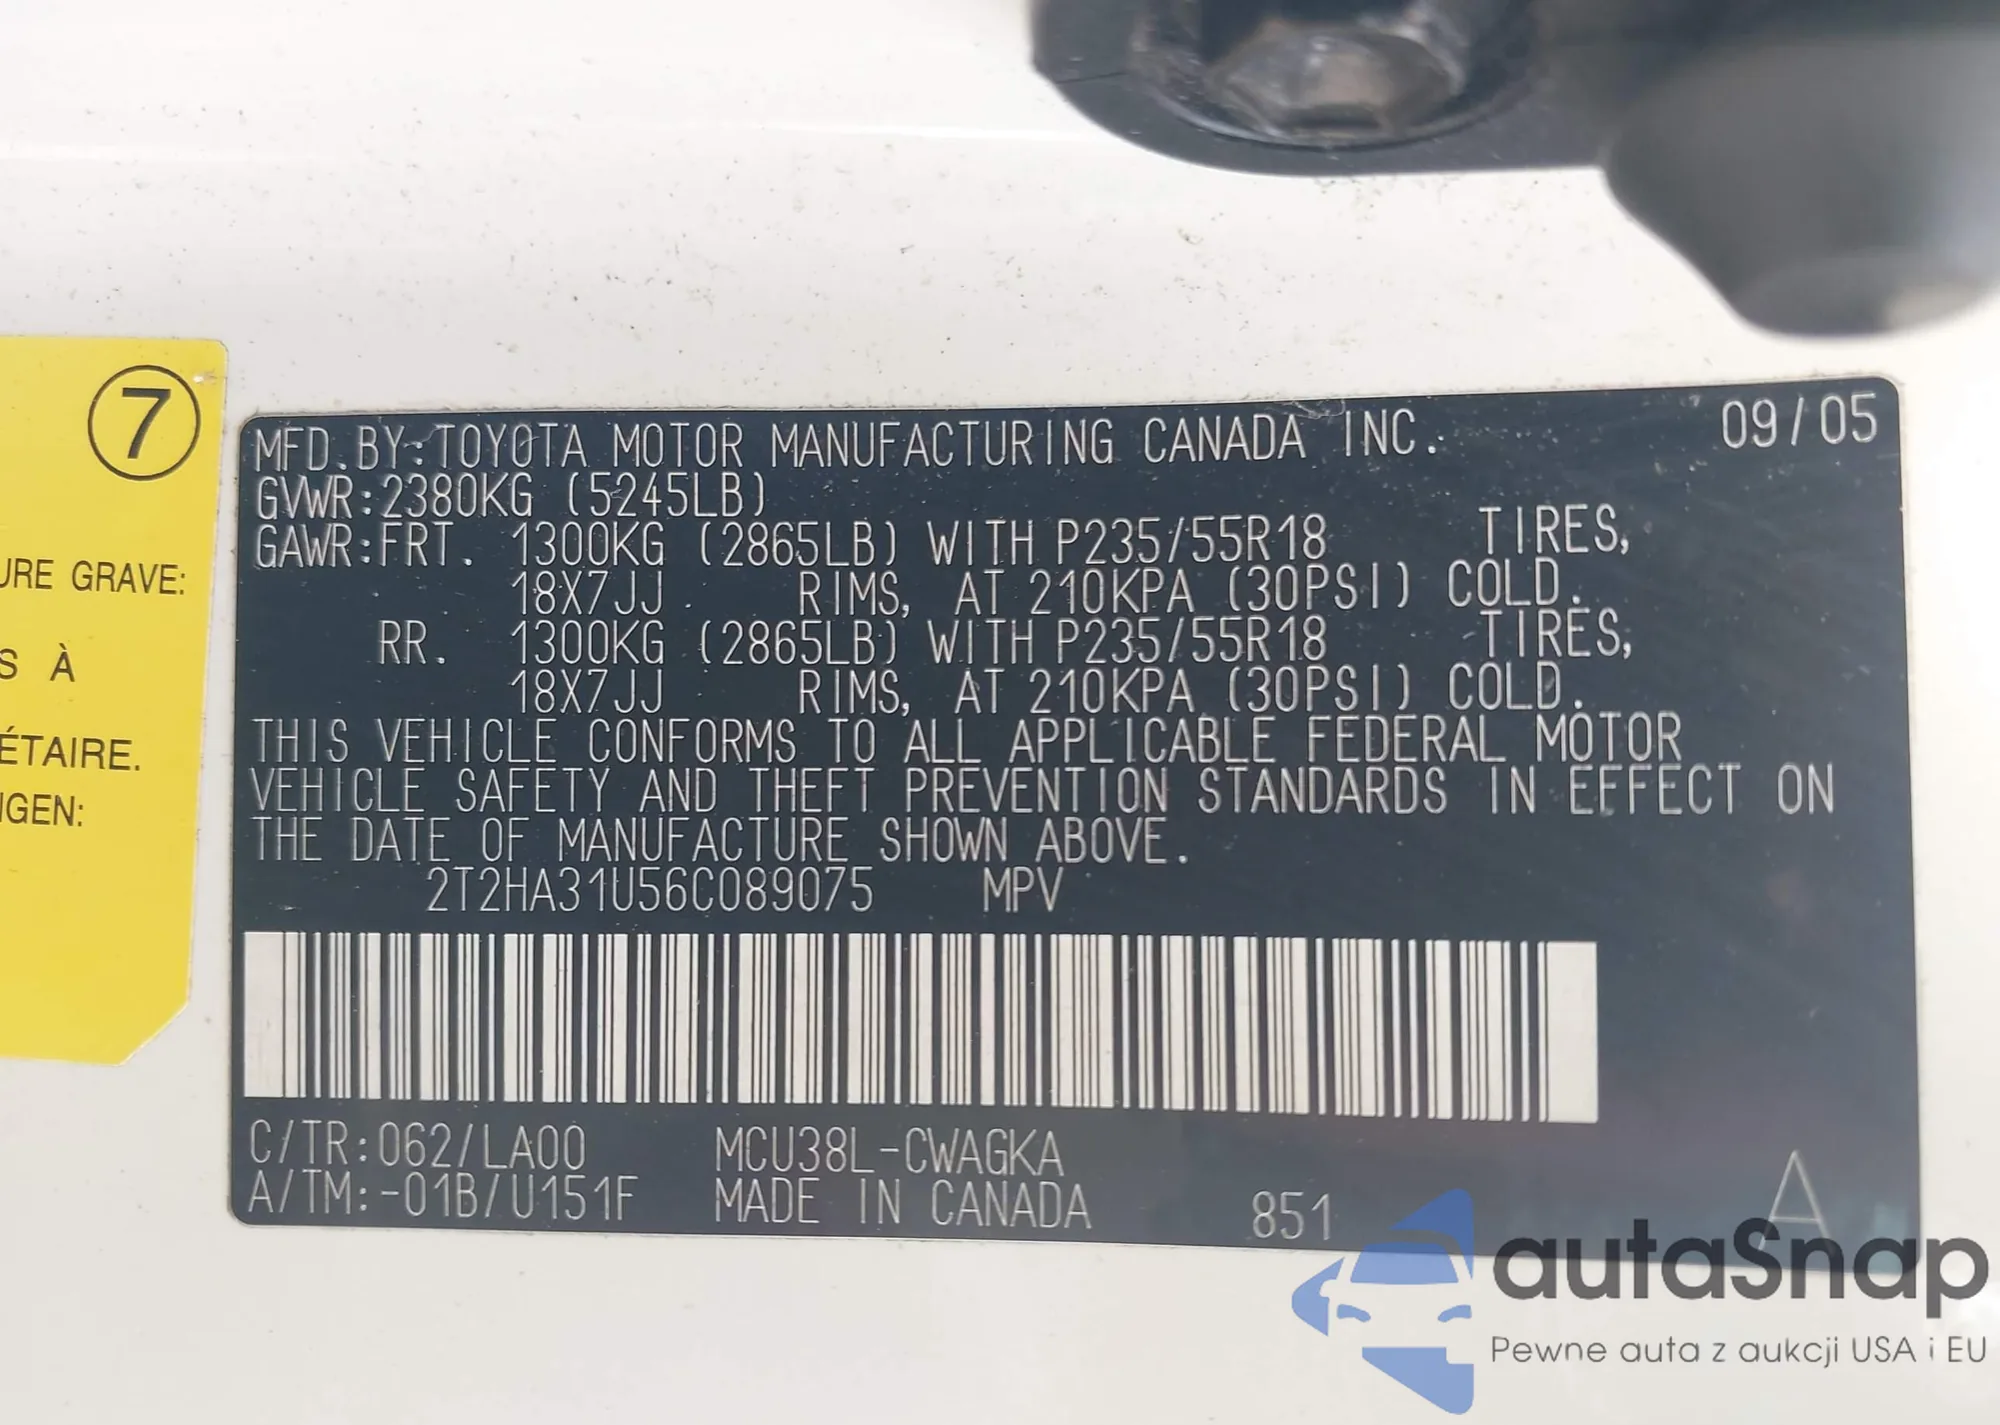 7
URE GRAVE:
S À
ÉTAIRE.
IGEN:
MFD.BY:TOYOTA MOTOR MANUFACTURING CANADA INC. 09/05
GVWR:2380KG (5245LB)
GAWR:FRT. 1300KG (2865LB) WITH P235/55R18 TIRES,
18X7JJ RIMS, AT 210KPA (30PSI) COLD.
RR. 1300KG (2865LB) WITH P235/55R18 TIRES,
18X7JJ RIMS, AT 210KPA (30PSI) COLD.
THIS VEHICLE CONFORMS TO ALL APPLICABLE FEDERAL MOTOR
VEHICLE SAFETY AND THEFT PREVENTION STANDARDS IN EFFECT ON
THE DATE OF MANUFACTURE SHOWN ABOVE.
2T2HA31U56C089075 MPV
C/TR:062/LA00 MCU38L-CWAGKA
A/TM:-01B/U151F MADE IN CANADA 851 A
autaSnap
Pewne auta z aukcji USA i EU